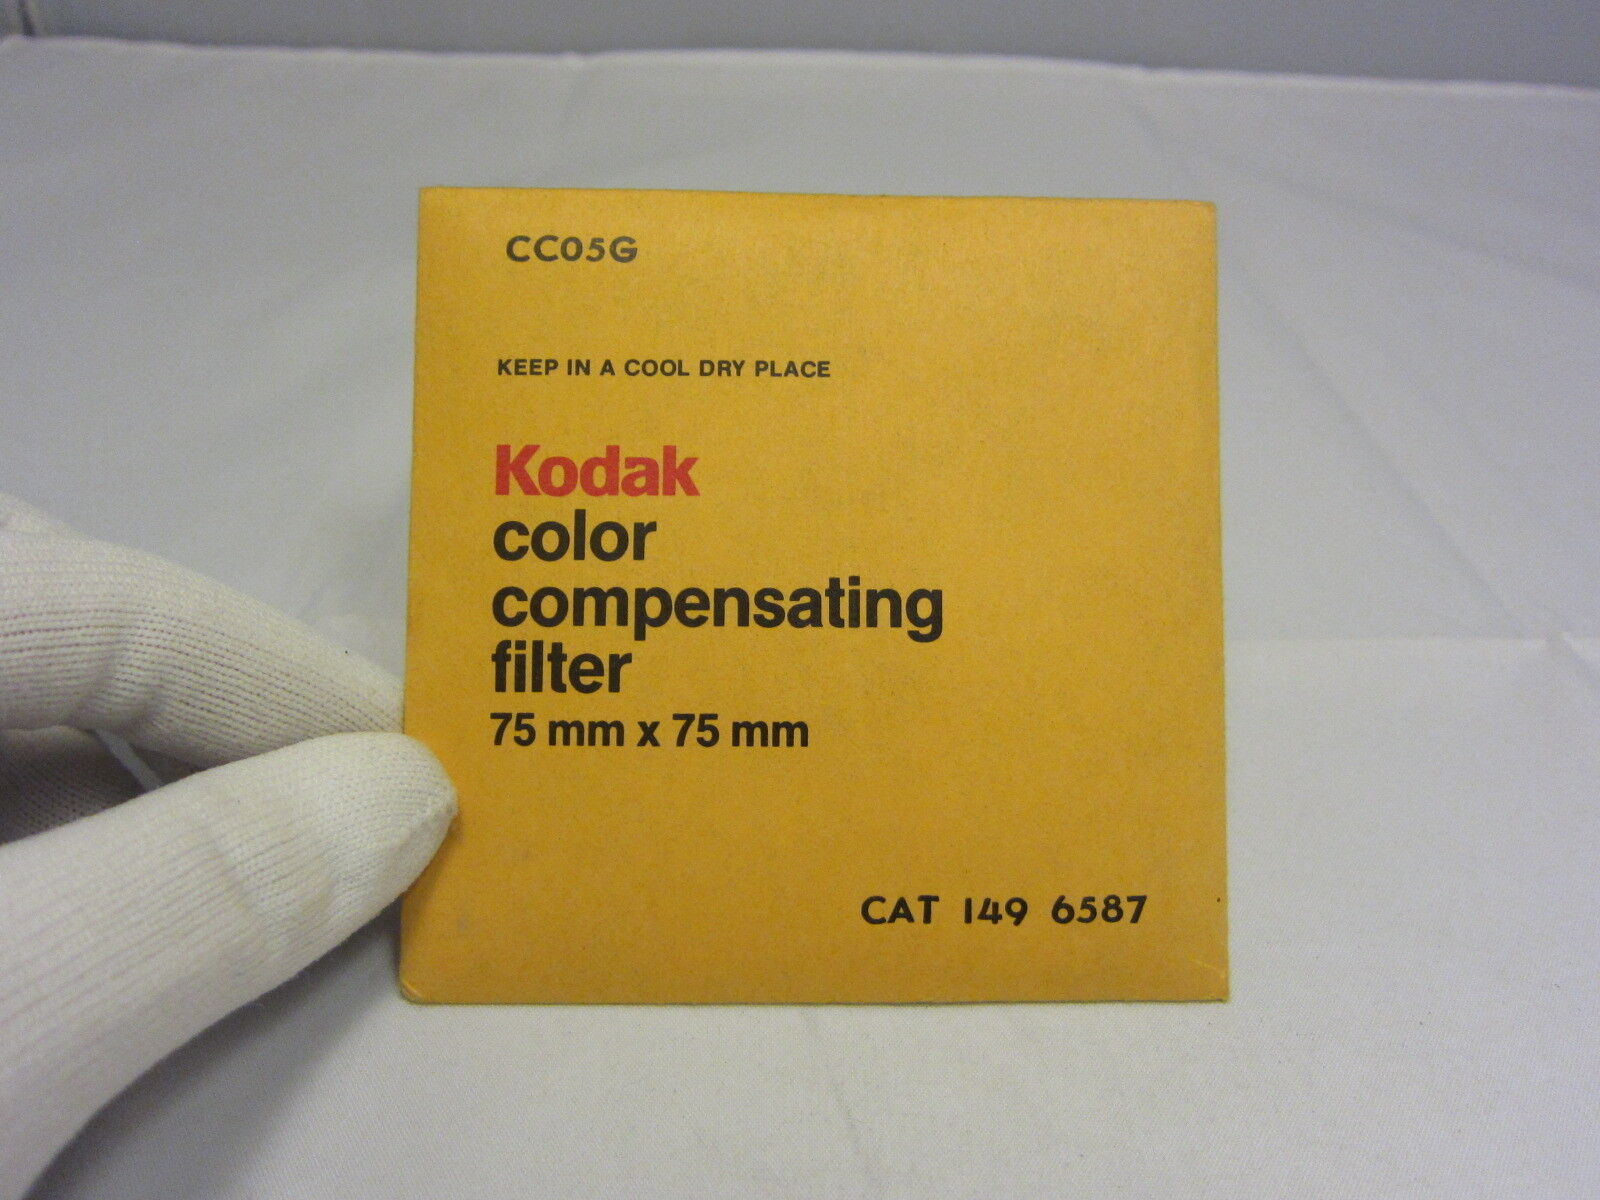 CC05G
KEEP IN A COOL DRY PLACE
Kodak
color
compensating
filter
75 mm x 75 mm
CAT 149 6587